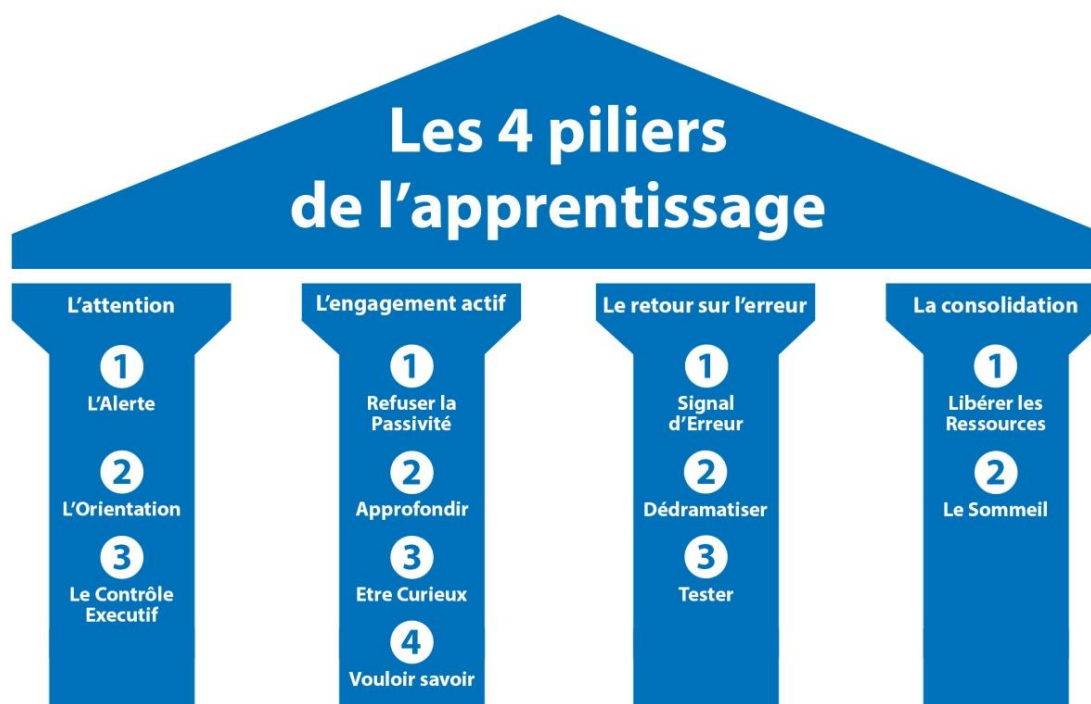 Les 4 piliers
de l'apprentissage
L'attention
1
L'Alerte
2
L'Orientation
3
Le Contrôle
Executif
L'engagement actif
1
Refuser la
Passivité
2
Approfondir
3
Etre Curieux
4
Vouloir savoir
Le retour sur l'erreur
1
Signal
d'Erreur
2
Dédramatiser
3
Tester
La consolidation
1
Libérer les
Ressources
2
Le Sommeil